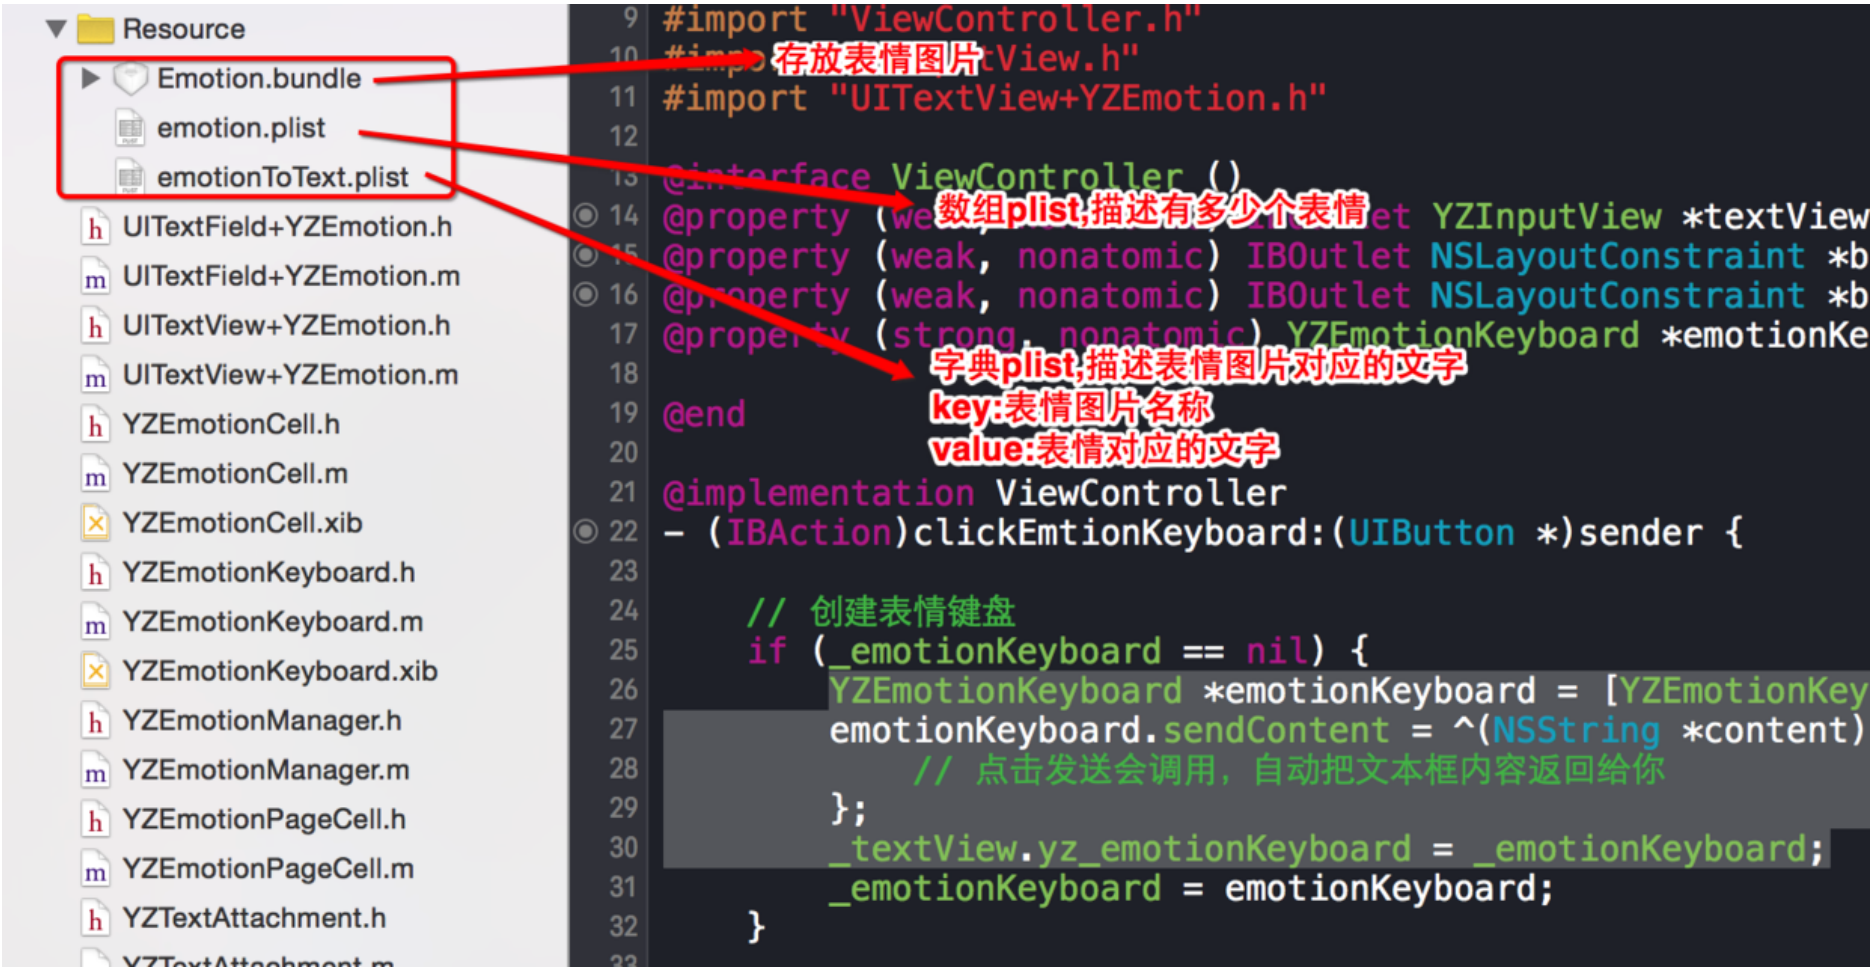 Resource
Emotion.bundle
emotion.plist
emotionToText.plist
UITextField+YZEmotion.h
UITextField+YZEmotion.m
UITextView+YZEmotion.h
UITextView+YZEmotion.m
YZEmotionCell.h
YZEmotionCell.m
YZEmotionCell.xib
YZEmotionKeyboard.h
YZEmotionKeyboard.m
YZEmotionKeyboard.xib
YZEmotionManager.h
YZEmotionManager.m
YZEmotionPageCell.h
YZEmotionPageCell.m
YZTextAttachment.h
YZTextAttachment.m
9 #import "ViewController.h"
10 #impo tView.h"
存放表情图片
11 #import "UITextView+YZEmotion.h"
12
13 @interface ViewController ()
14 @property (we IBOutlet YZInputView *textView
数组plist,描述有多少个表情
15 @property (weak, nonatomic) IBOutlet NSLayoutConstraint *b
16 @property (weak, nonatomic) IBOutlet NSLayoutConstraint *b
17 @property (strong, nonatomic) YZEmotionKeyboard *emotionKe
18
字典plist,描述表情图片对应的文字
key:表情图片名称
value:表情对应的文字
19 @end
20
21 @implementation ViewController
22 - (IBAction)clickEmtionKeyboard:(UIButton *)sender {
23
24 // 创建表情键盘
25 if (_emotionKeyboard == nil) {
26 YZEmotionKeyboard *emotionKeyboard = [YZEmotionKey
27 emotionKeyboard.sendContent = ^(NSString *content)
28 // 点击发送会调用，自动把文本框内容返回给你
29 };
30 _textView.yz_emotionKeyboard = _emotionKeyboard;
31 _emotionKeyboard = emotionKeyboard;
32 }
33